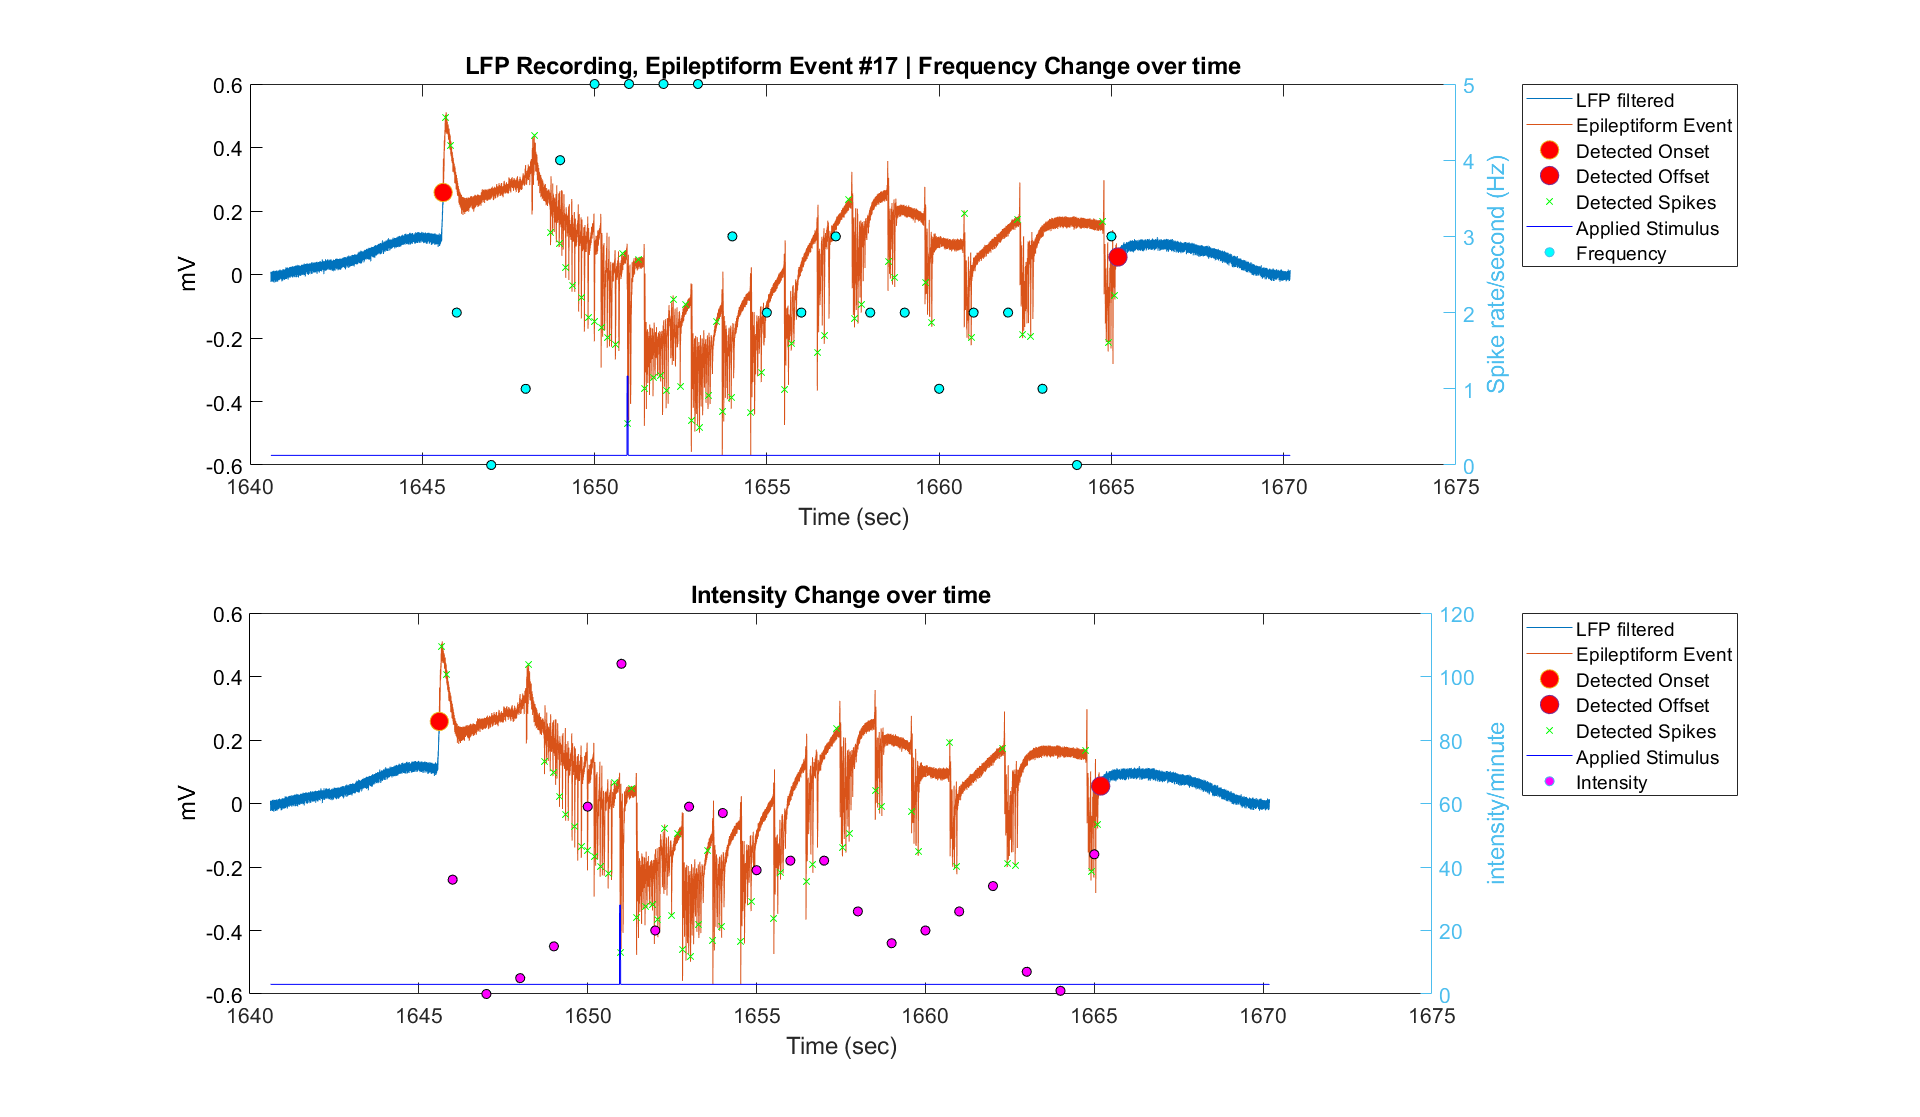 LFP Recording, Epileptiform Event #17 | Frequency Change over time
0.6
0.4
0.2
0
-0.2
-0.4
-0.6
mV
1640 1645 1650 1655 1660 1665 1670 1675
Time (sec)
5
4
3
2
1
0
Spike rate/second (Hz)
LFP filtered
Epileptiform Event
Detected Onset
Detected Offset
Detected Spikes
Applied Stimulus
Frequency
Intensity Change over time
0.6
0.4
0.2
0
-0.2
-0.4
-0.6
mV
1640 1645 1650 1655 1660 1665 1670 1675
Time (sec)
120
100
80
60
40
20
0
intensity/minute
LFP filtered
Epileptiform Event
Detected Onset
Detected Offset
Detected Spikes
Applied Stimulus
Intensity